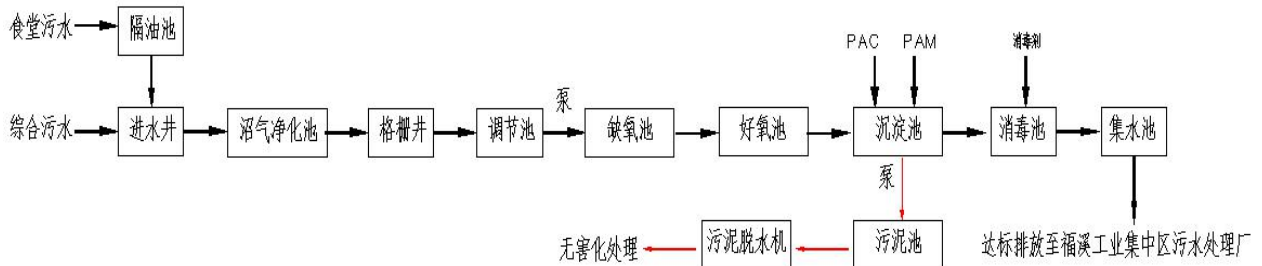 食堂污水
隔油池
PAC
PAM
消毒剂
综合污水
进水井
沼气净化池
格栅井
调节池
泵
缺氧池
好氧池
沉淀池
消毒池
集水池
泵
无害化处理
污泥脱水机
污泥池
达标排放至福溪工业集中区污水处理厂